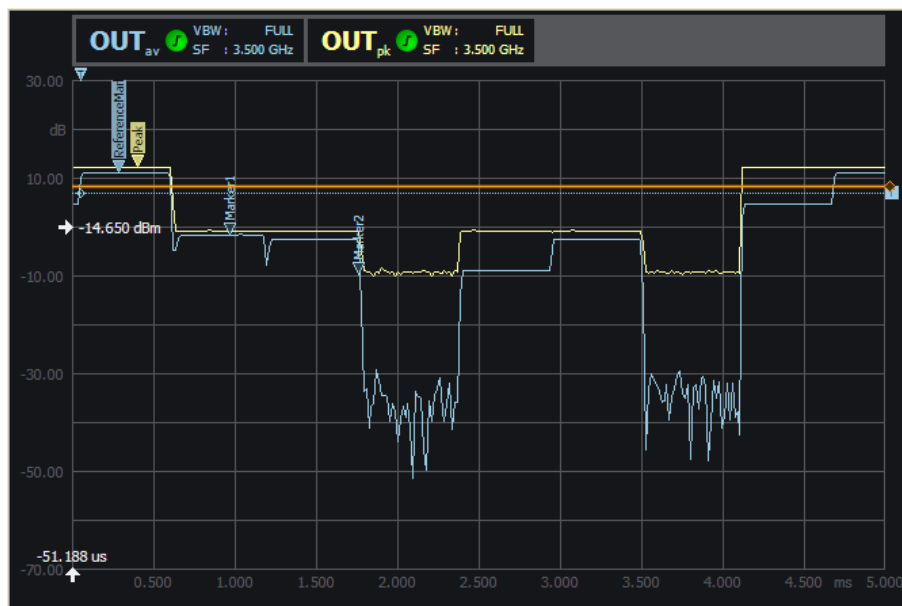 OUTav VBW: FULL
SF : 3.500 GHz
OUTpk VBW: FULL
SF : 3.500 GHz
30.00
dB
10.00
-10.00
-30.00
-50.00
-70.00
ReferenceMar
Peak
1Marker1
1Marker2
-14.650 dBm
-51.188 us
0.500 1.000 1.500 2.000 2.500 3.000 3.500 4.000 4.500 ms 5.000